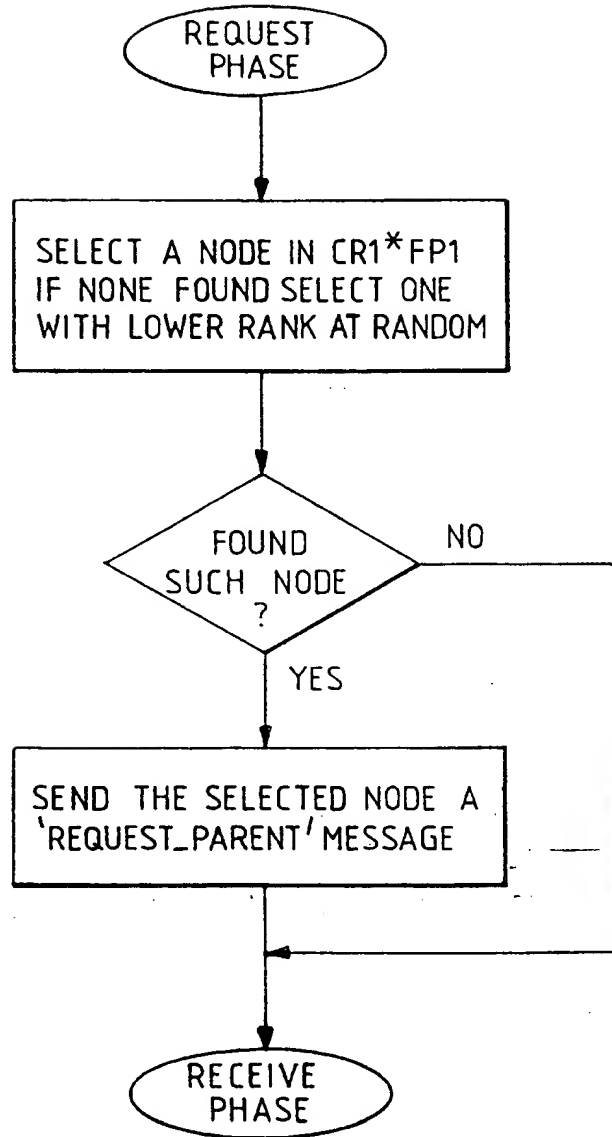 REQUEST
PHASE
SELECT A NODE IN CR1*FP1
IF NONE FOUND SELECT ONE
WITH LOWER RANK AT RANDOM
FOUND
SUCH NODE
?
NO
YES
SEND THE SELECTED NODE A
'REQUEST_PARENT' MESSAGE
RECEIVE
PHASE